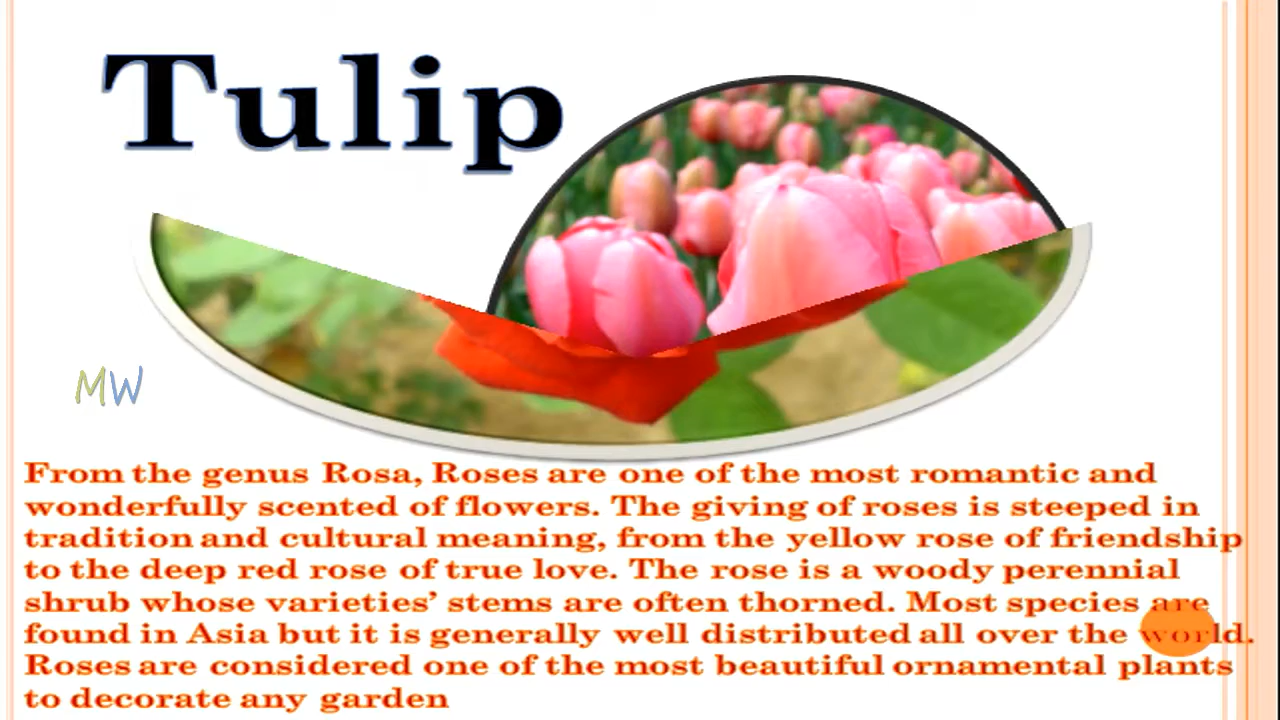 Tulip
MW
From the genus Rosa, Roses are one of the most romantic and
wonderfully scented of flowers. The giving of roses is steeped in
tradition and cultural meaning, from the yellow rose of friendship
to the deep red rose of true love. The rose is a woody perennial
shrub whose varieties’ stems are often thorned. Most species are
found in Asia but it is generally well distributed all over the world.
Roses are considered one of the most beautiful ornamental plants
to decorate any garden